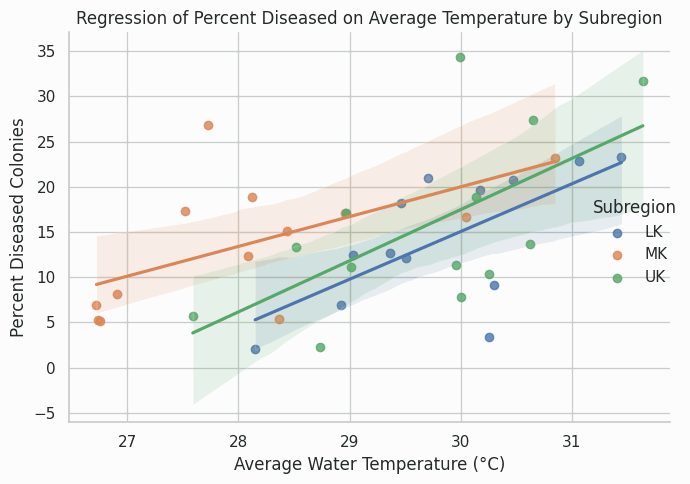 Regression of Percent Diseased on Average Temperature by Subregion
Percent Diseased Colonies
35
30
25
20
15
10
5
0
−5
27
28
29
30
31
Average Water Temperature (°C)
Subregion
LK
MK
UK